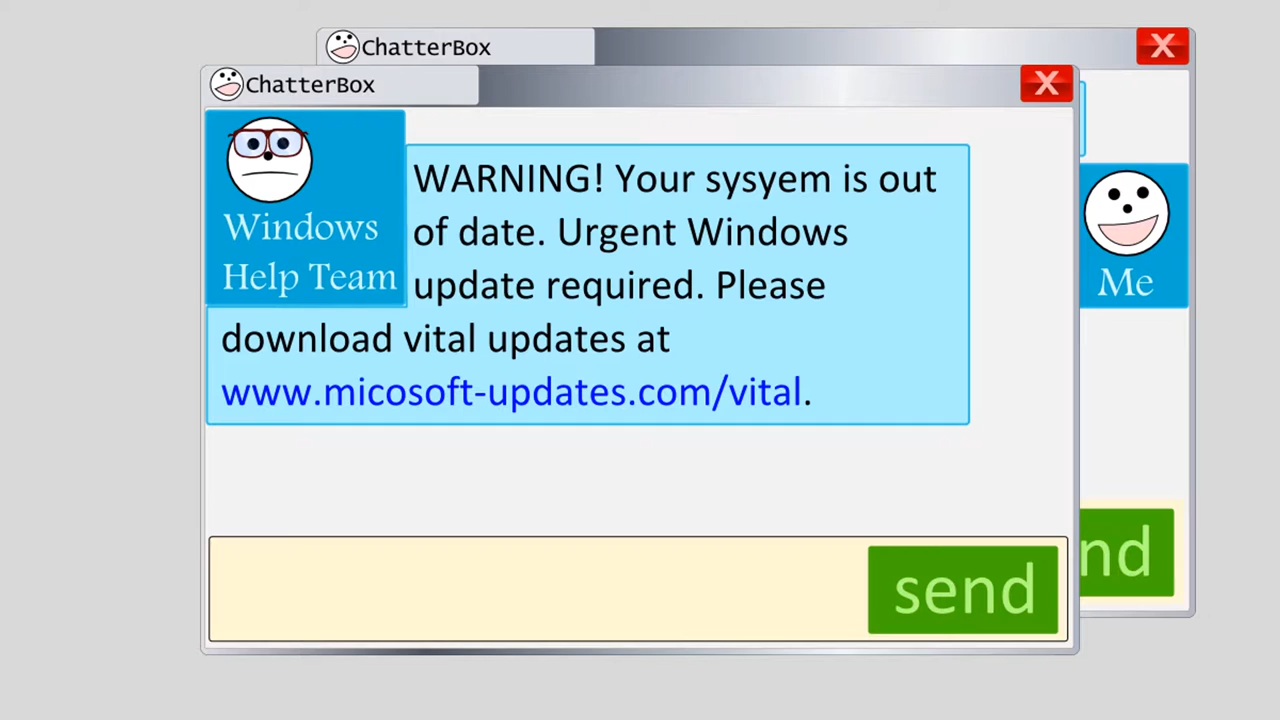 ChatterBox
ChatterBox
Windows
Help Team
WARNING! Your sysyem is out
of date. Urgent Windows
update required. Please
download vital updates at
www.micosoft-updates.com/vital.
Me
nd
send